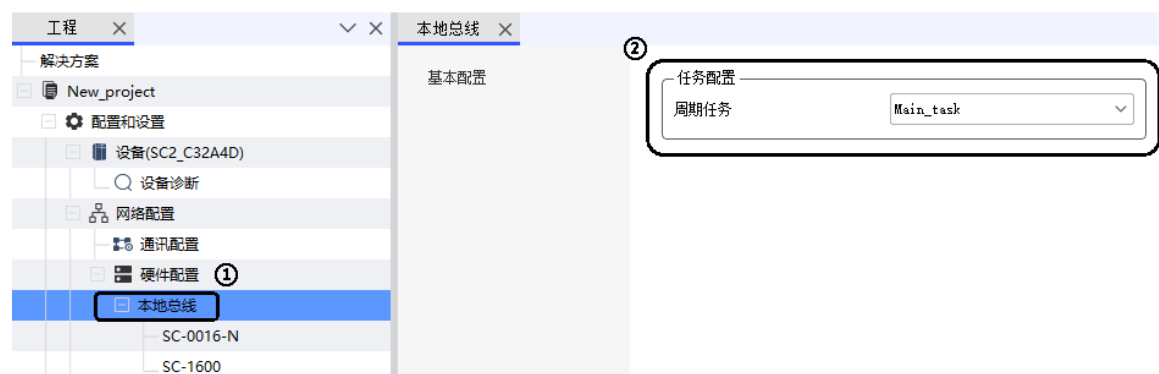 工程
本地总线
解决方案
New_project
配置和设置
设备(SC2_C32A4D)
设备诊断
网络配置
通讯配置
硬件配置 ①
本地总线
SC-0016-N
SC-1600
基本配置
②
任务配置
周期任务 Main_task